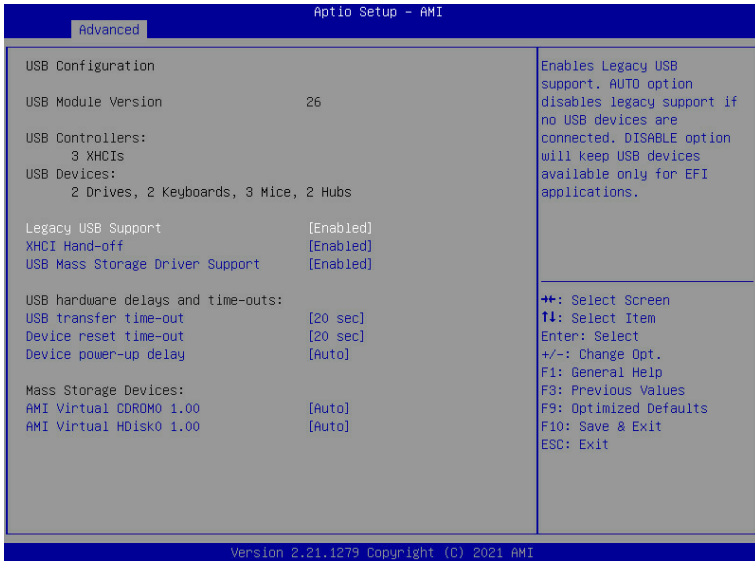 Aptio Setup – AMI
Advanced
USB Configuration
USB Module Version 26
USB Controllers:
3 XHCIs
USB Devices:
2 Drives, 2 Keyboards, 3 Mice, 2 Hubs
Legacy USB Support [Enabled]
XHCI Hand-off [Enabled]
USB Mass Storage Driver Support [Enabled]
USB hardware delays and time-outs:
USB transfer time-out [20 sec]
Device reset time-out [20 sec]
Device power-up delay [Auto]
Mass Storage Devices:
AMI Virtual CDROM0 1.00 [Auto]
AMI Virtual HDisk0 1.00 [Auto]
Enables Legacy USB
support. AUTO option
disables legacy support if
no USB devices are
connected. DISABLE option
will keep USB devices
available only for EFI
applications.
→←: Select Screen
↑↓: Select Item
Enter: Select
+/-: Change Opt.
F1: General Help
F3: Previous Values
F9: Optimized Defaults
F10: Save & Exit
ESC: Exit
Version 2.21.1279 Copyright (C) 2021 AMI